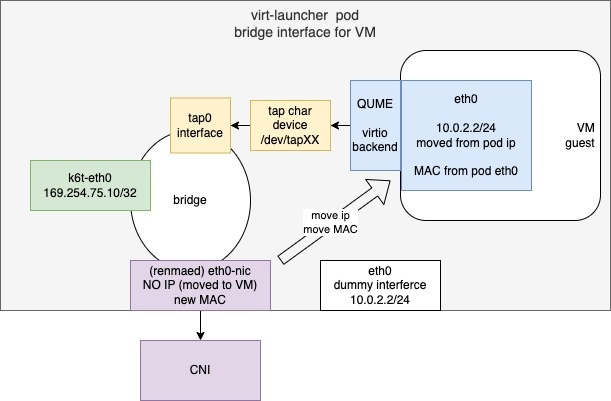 virt-launcher pod
bridge interface for VM
QUME
virtio
backend
eth0
10.0.2.2/24
moved from pod ip
MAC from pod eth0
VM
guest
tap0
interface
tap char
device
/dev/tapXX
k6t-eth0
169.254.75.10/32
bridge
move ip
move MAC
(renmaed) eth0-nic
NO IP (moved to VM)
new MAC
eth0
dummy interferce
10.0.2.2/24
CNI